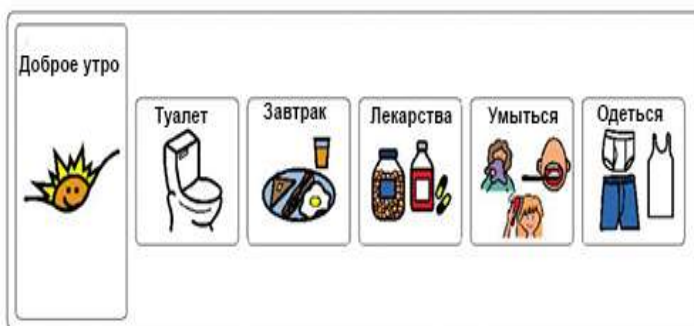 Доброе утро
Туалет
Завтрак
Лекарства
Умыться
Одеться